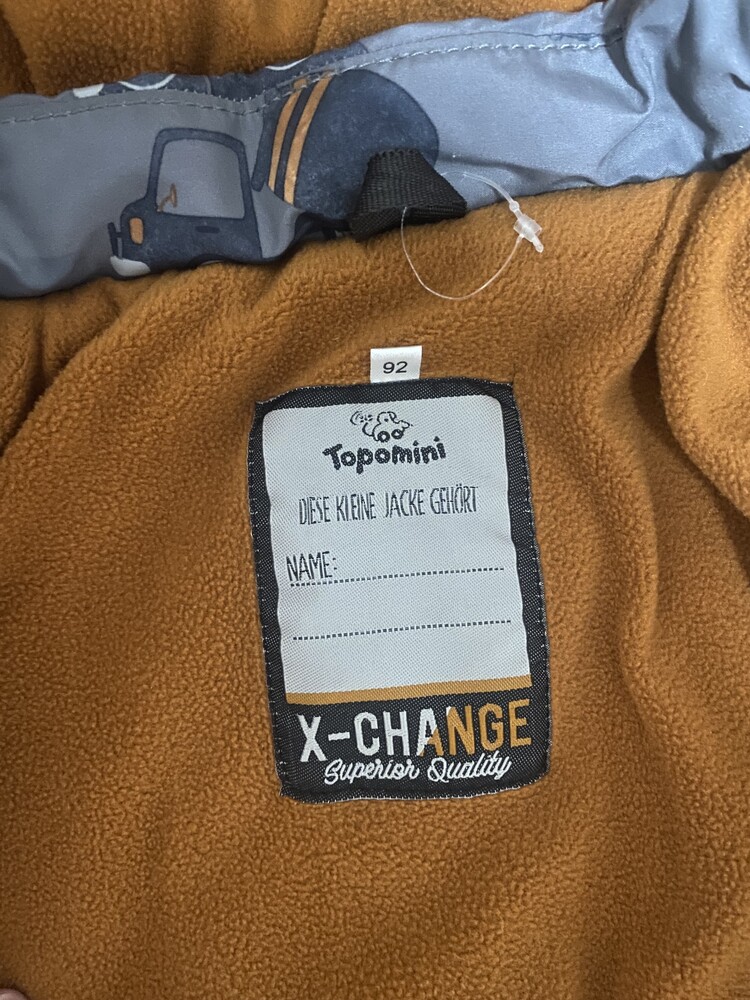 92
Topomini
DIESE KLEINE JACKE GEHÖRT
NAME:
X-CHANGE
Superior Quality